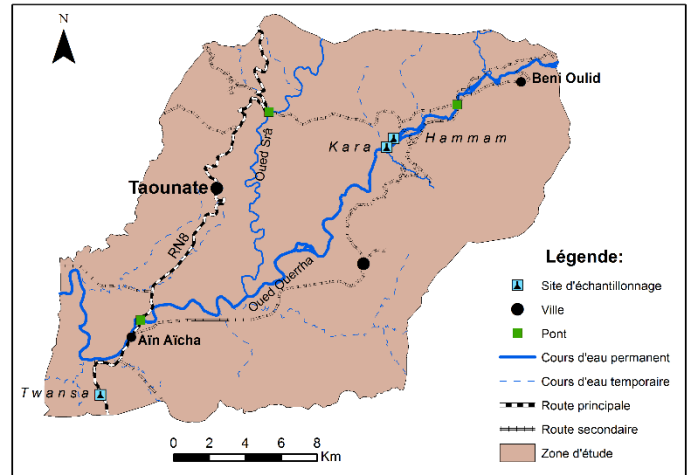 N
Beni Oulid
Kara
Hammam
Oued Srà
Taounate
RN8
Oued Ouerrha
Aïn Aïcha
Twansa
0 2 4 6 8
Km
Légende:
Site d'échantillonnage
Ville
Pont
Cours d'eau permanent
Cours d'eau temporaire
Route principale
Route secondaire
Zone d'étude